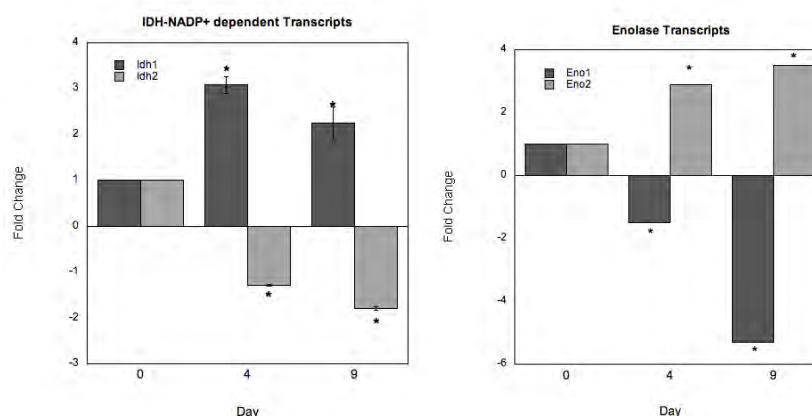 IDH-NADP+ dependent Transcripts
4
3
2
1
0
-1
-2
-3
Fold Change
Idh1
Idh2
*
*
*
*
0 4 9
Day
Enolase Transcripts
4
2
0
-2
-4
-6
Fold Change
Eno1
Eno2
*
*
*
*
0 4 9
Day